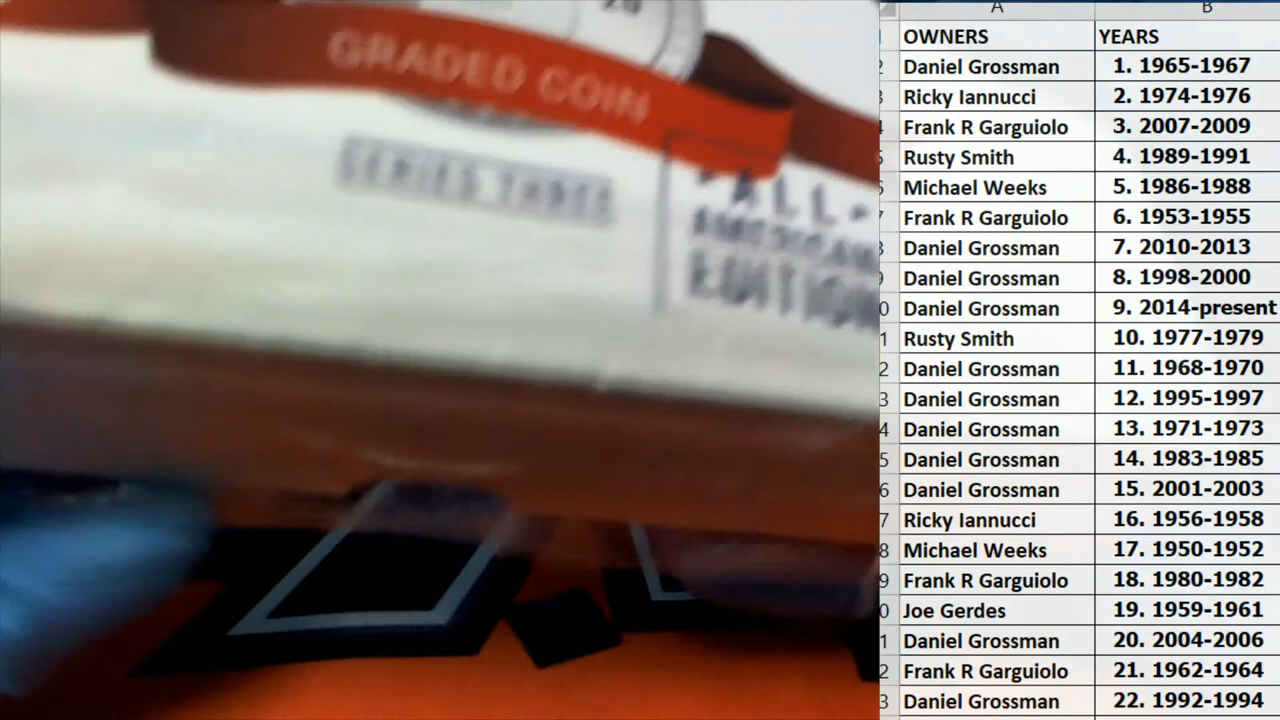 20
GRADED COIN
SERIES THREE
ALL
AMERICAN
EDITION
A B
OWNERS YEARS
Daniel Grossman 1. 1965-1967
Ricky Iannucci 2. 1974-1976
Frank R Garguiolo 3. 2007-2009
Rusty Smith 4. 1989-1991
Michael Weeks 5. 1986-1988
Frank R Garguiolo 6. 1953-1955
Daniel Grossman 7. 2010-2013
Daniel Grossman 8. 1998-2000
Daniel Grossman 9. 2014-present
Rusty Smith 10. 1977-1979
Daniel Grossman 11. 1968-1970
Daniel Grossman 12. 1995-1997
Daniel Grossman 13. 1971-1973
Daniel Grossman 14. 1983-1985
Daniel Grossman 15. 2001-2003
Ricky Iannucci 16. 1956-1958
Michael Weeks 17. 1950-1952
Frank R Garguiolo 18. 1980-1982
Joe Gerdes 19. 1959-1961
Daniel Grossman 20. 2004-2006
Frank R Garguiolo 21. 1962-1964
Daniel Grossman 22. 1992-1994